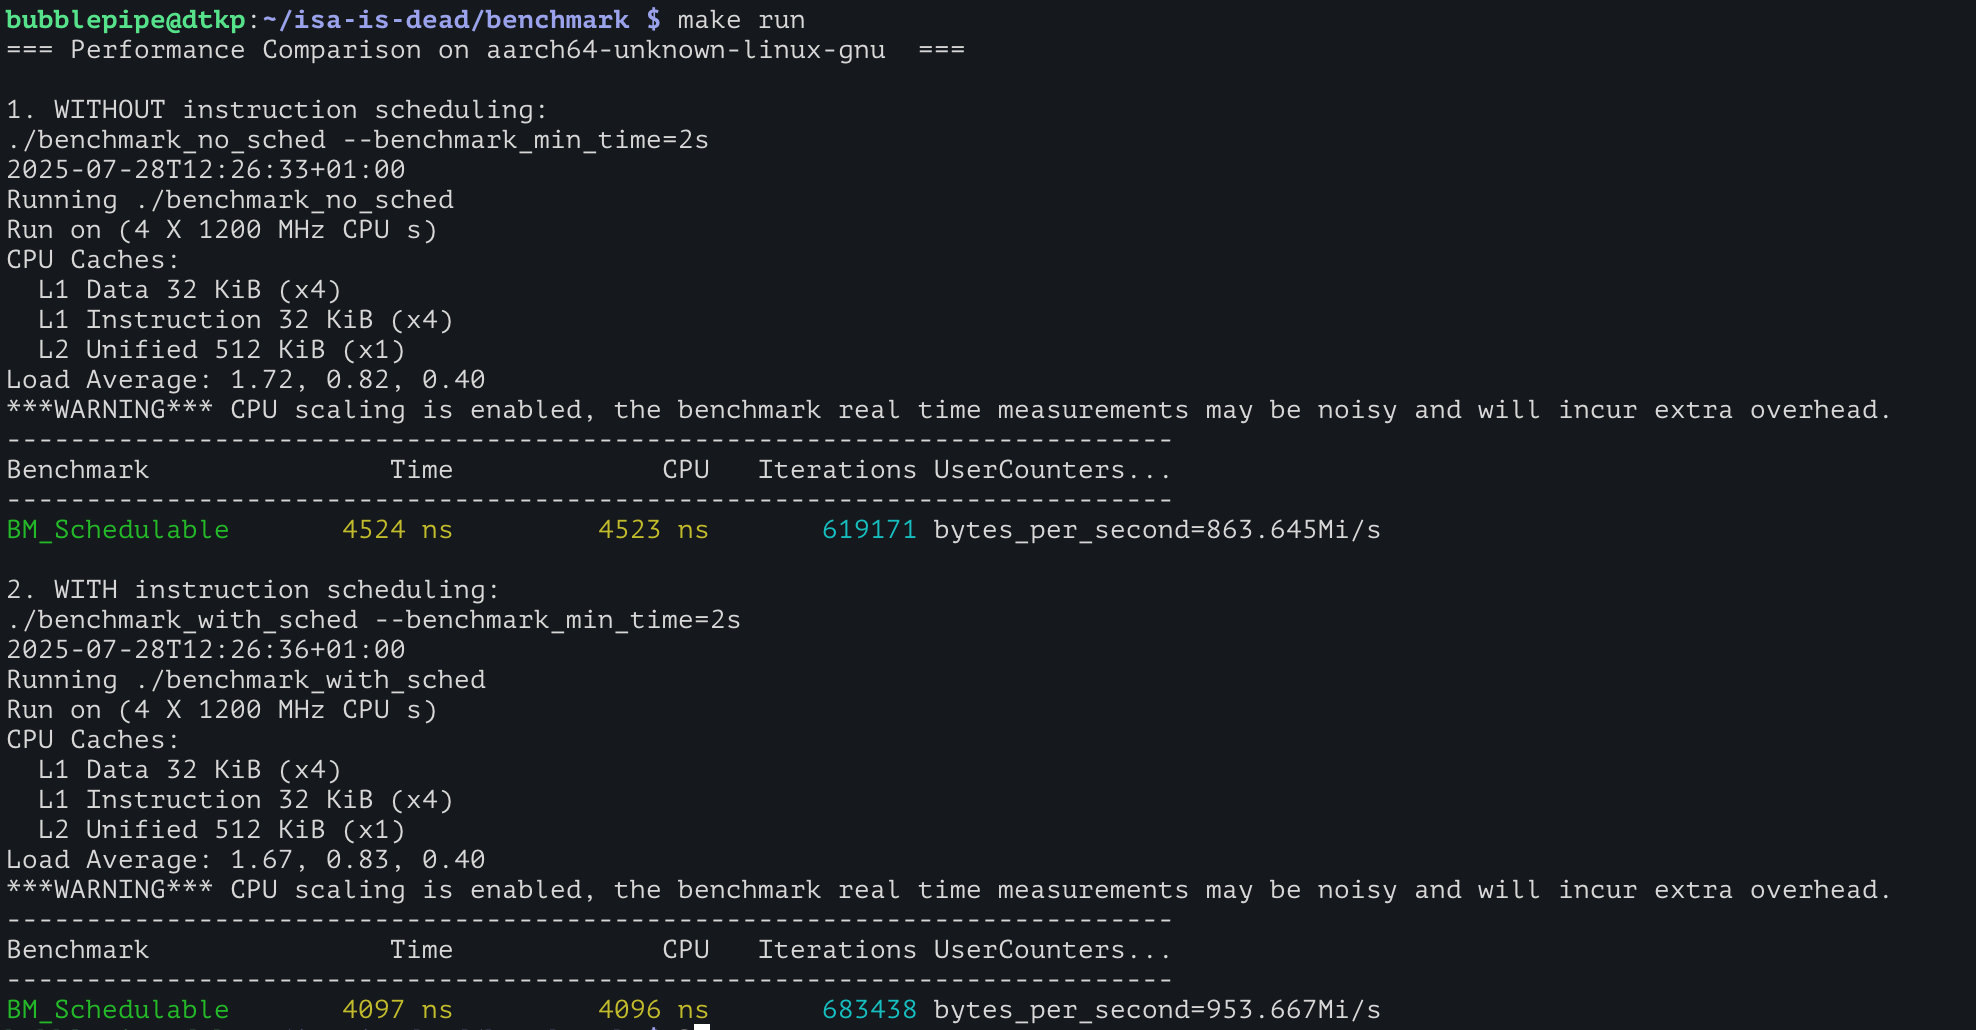 bubblepipe@dtkp:~/isa-is-dead/benchmark $ make run
=== Performance Comparison on aarch64-unknown-linux-gnu  ===

1. WITHOUT instruction scheduling:
./benchmark_no_sched --benchmark_min_time=2s
2025-07-28T12:26:33+01:00
Running ./benchmark_no_sched
Run on (4 X 1200 MHz CPU s)
CPU Caches:
  L1 Data 32 KiB (x4)
  L1 Instruction 32 KiB (x4)
  L2 Unified 512 KiB (x1)
Load Average: 1.72, 0.82, 0.40
***WARNING*** CPU scaling is enabled, the benchmark real time measurements may be noisy and will incur extra overhead.
-------------------------------------------------------------------------
Benchmark               Time             CPU   Iterations UserCounters...
-------------------------------------------------------------------------
BM_Schedulable       4524 ns         4523 ns       619171 bytes_per_second=863.645Mi/s

2. WITH instruction scheduling:
./benchmark_with_sched --benchmark_min_time=2s
2025-07-28T12:26:36+01:00
Running ./benchmark_with_sched
Run on (4 X 1200 MHz CPU s)
CPU Caches:
  L1 Data 32 KiB (x4)
  L1 Instruction 32 KiB (x4)
  L2 Unified 512 KiB (x1)
Load Average: 1.67, 0.83, 0.40
***WARNING*** CPU scaling is enabled, the benchmark real time measurements may be noisy and will incur extra overhead.
-------------------------------------------------------------------------
Benchmark               Time             CPU   Iterations UserCounters...
-------------------------------------------------------------------------
BM_Schedulable       4097 ns         4096 ns       683438 bytes_per_second=953.667Mi/s